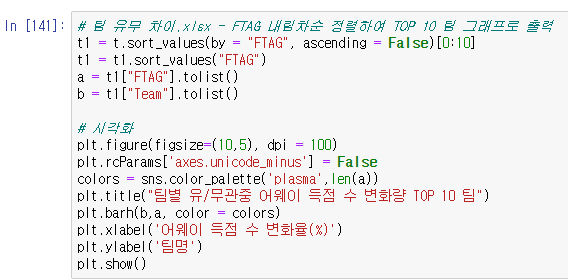 In [141]:
# 팀 유무 차이.xlsx - FTAG 내림차순 정렬하여 TOP 10 팀 그래프로 출력
t1 = t.sort_values(by = "FTAG", ascending = False)[0:10]
t1 = t1.sort_values("FTAG")
a = t1["FTAG"].tolist()
b = t1["Team"].tolist()
# 시각화
plt.figure(figsize=(10,5), dpi = 100)
plt.rcParams['axes.unicode_minus'] = False
colors = sns.color_palette('plasma',len(a))
plt.title("팀별 유/무관중 어웨이 득점 수 변화량 TOP 10 팀")
plt.barh(b,a, color = colors)
plt.xlabel('어웨이 득점 수 변화율(%)')
plt.ylabel('팀명')
plt.show()